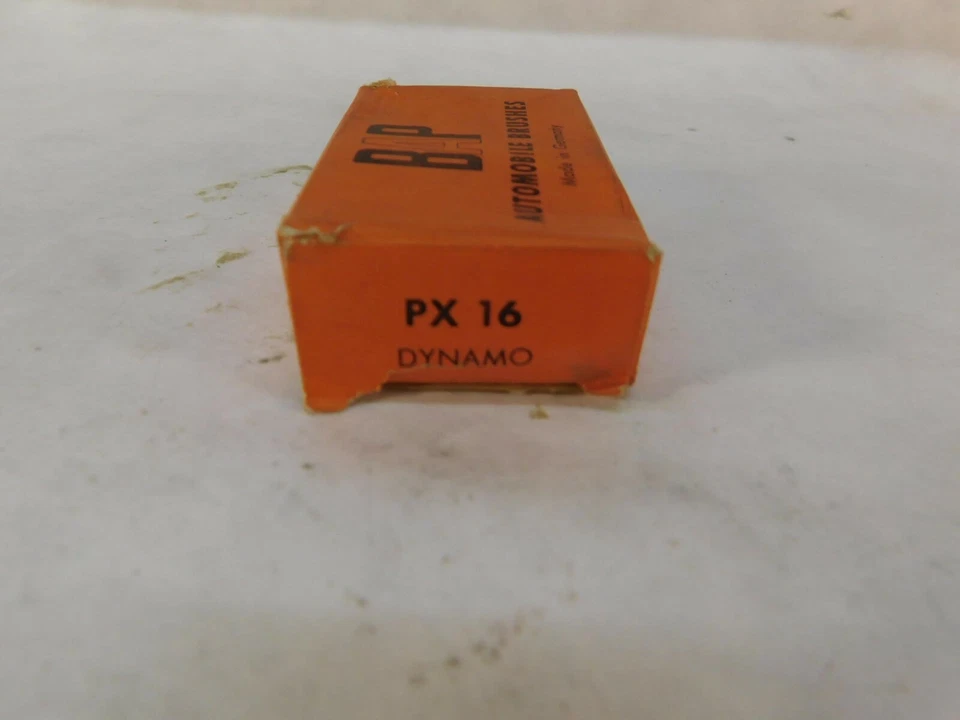 BAP
AUTOMOBILE BRUSHES
Made in Germany
PX 16
DYNAMO